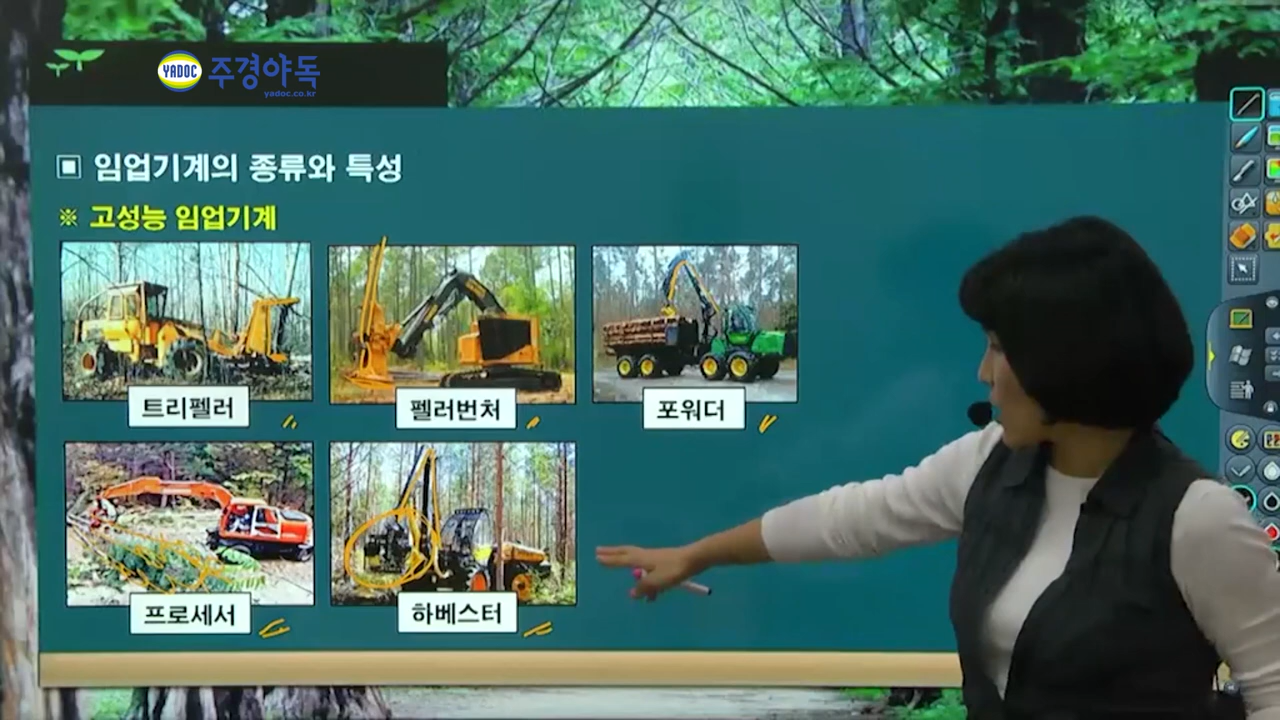 YADOC 주경야독
yadoc.co.kr
임업기계의 종류와 특성
※ 고성능 임업기계
트리펠러
펠러번처
포워더
프로세서
하베스터